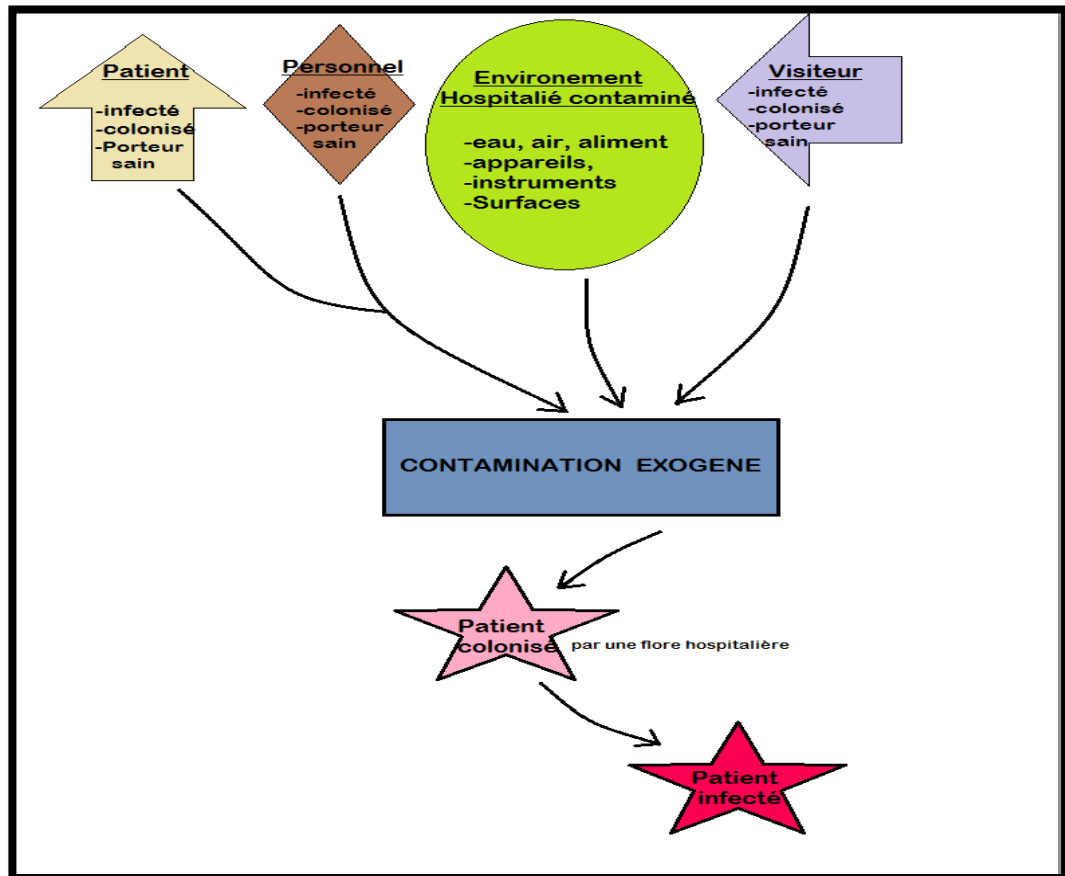 Patient
-infecté
-colonisé
-Porteur
sain
Personnel
-infecté
-colonisé
-porteur
sain
Environement
Hospitalié contaminé
-eau, air, aliment
-appareils,
-instruments
-Surfaces
Visiteur
-infecté
-colonisé
-porteur
sain
CONTAMINATION EXOGENE
Patient
colonisé par une flore hospitalière
Patient
infecté